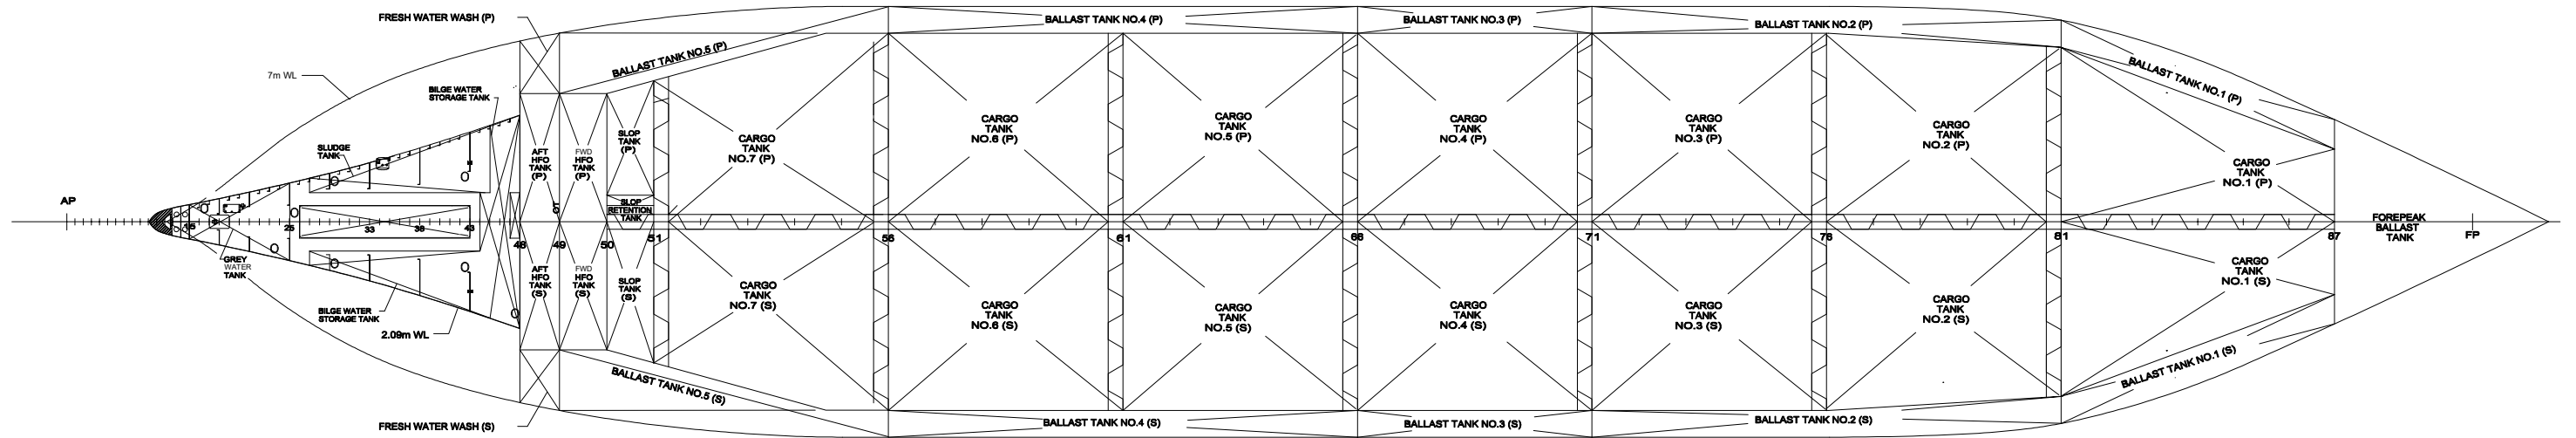 FRESH WATER WASH (P)
BALLAST TANK NO.4 (P)
BALLAST TANK NO.3 (P)
BALLAST TANK NO.2 (P)
BALLAST TANK NO.5 (P)
BALLAST TANK NO.1 (P)
7m WL
BILGE WATER
STORAGE TANK
SLUDGE
TANK
AFT
HFO
TANK
(P)
FWD
HFO
TANK
(P)
SLOP
TANK
(P)
CARGO
TANK
NO.7 (P)
CARGO
TANK
NO.6 (P)
CARGO
TANK
NO.5 (P)
CARGO
TANK
NO.4 (P)
CARGO
TANK
NO.3 (P)
CARGO
TANK
NO.2 (P)
CARGO
TANK
NO.1 (P)
AP
SLOP
RETENTION
TANK
FOREPEAK
BALLAST
TANK
FP
25
33
38
43
46
49
50
51
56
61
66
71
76
81
87
GREY
WATER
TANK
BILGE WATER
STORAGE TANK
2.09m WL
AFT
HFO
TANK
(S)
FWD
HFO
TANK
(S)
SLOP
TANK
(S)
CARGO
TANK
NO.7 (S)
CARGO
TANK
NO.6 (S)
CARGO
TANK
NO.5 (S)
CARGO
TANK
NO.4 (S)
CARGO
TANK
NO.3 (S)
CARGO
TANK
NO.2 (S)
CARGO
TANK
NO.1 (S)
BALLAST TANK NO.5 (S)
BALLAST TANK NO.1 (S)
FRESH WATER WASH (S)
BALLAST TANK NO.4 (S)
BALLAST TANK NO.3 (S)
BALLAST TANK NO.2 (S)